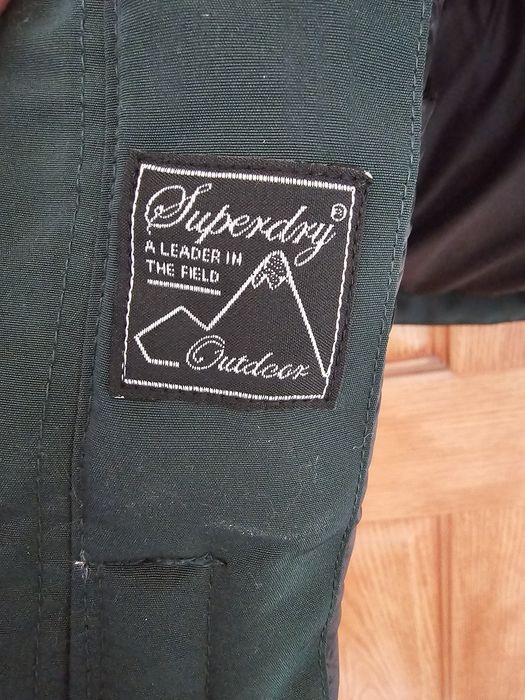 Superdry®
A LEADER IN
THE FIELD
Outdoor